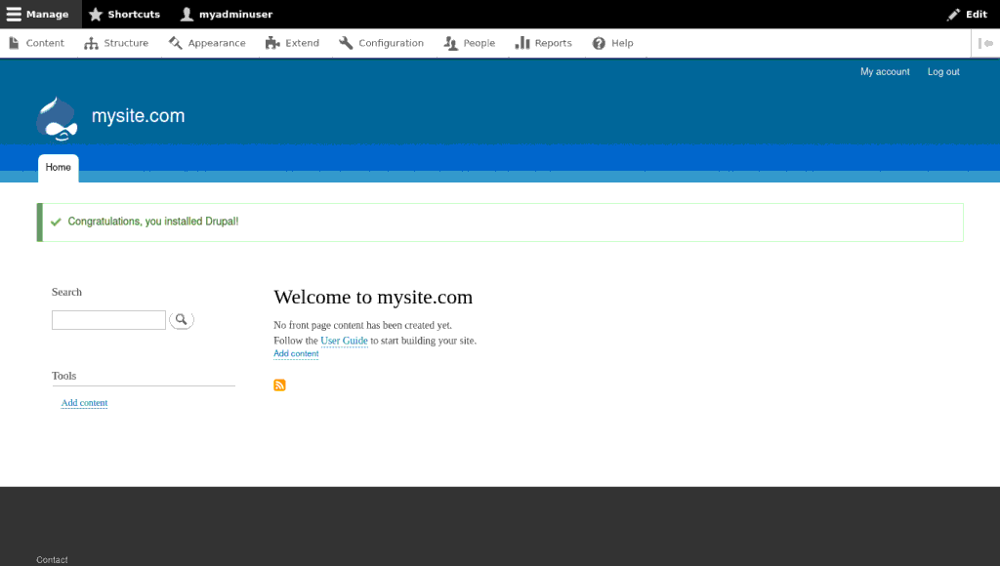 Manage Shortcuts myadminuser Edit
Content Structure Appearance Extend Configuration People Reports Help
My account Log out
mysite.com
Home
Congratulations, you installed Drupal!
Search
Welcome to mysite.com
No front page content has been created yet.
Follow the User Guide to start building your site.
Add content
Tools
Add content
Contact